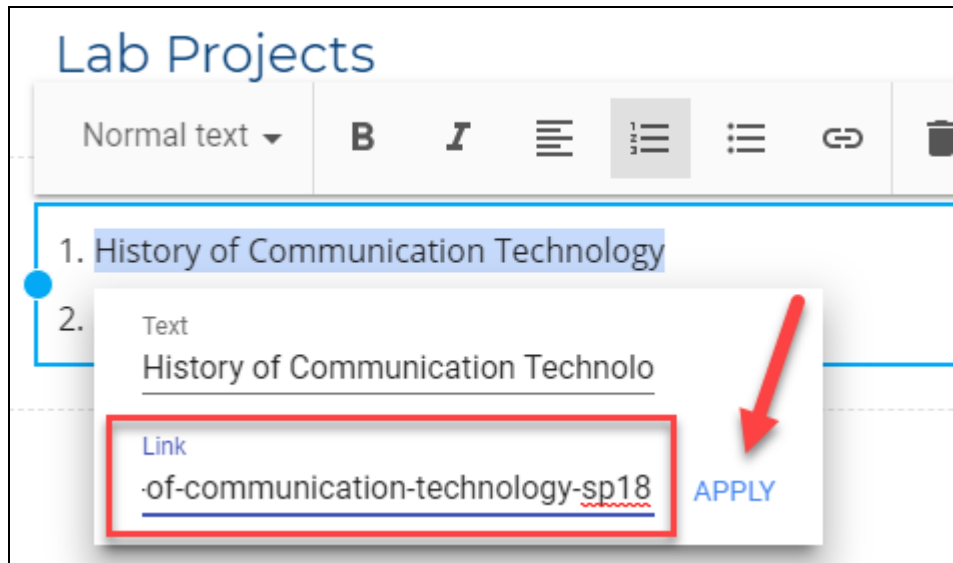 Lab Projects
Normal text B I
1. History of Communication Technology
2.
Text
History of Communication Technolo
Link
-of-communication-technology-sp18 APPLY